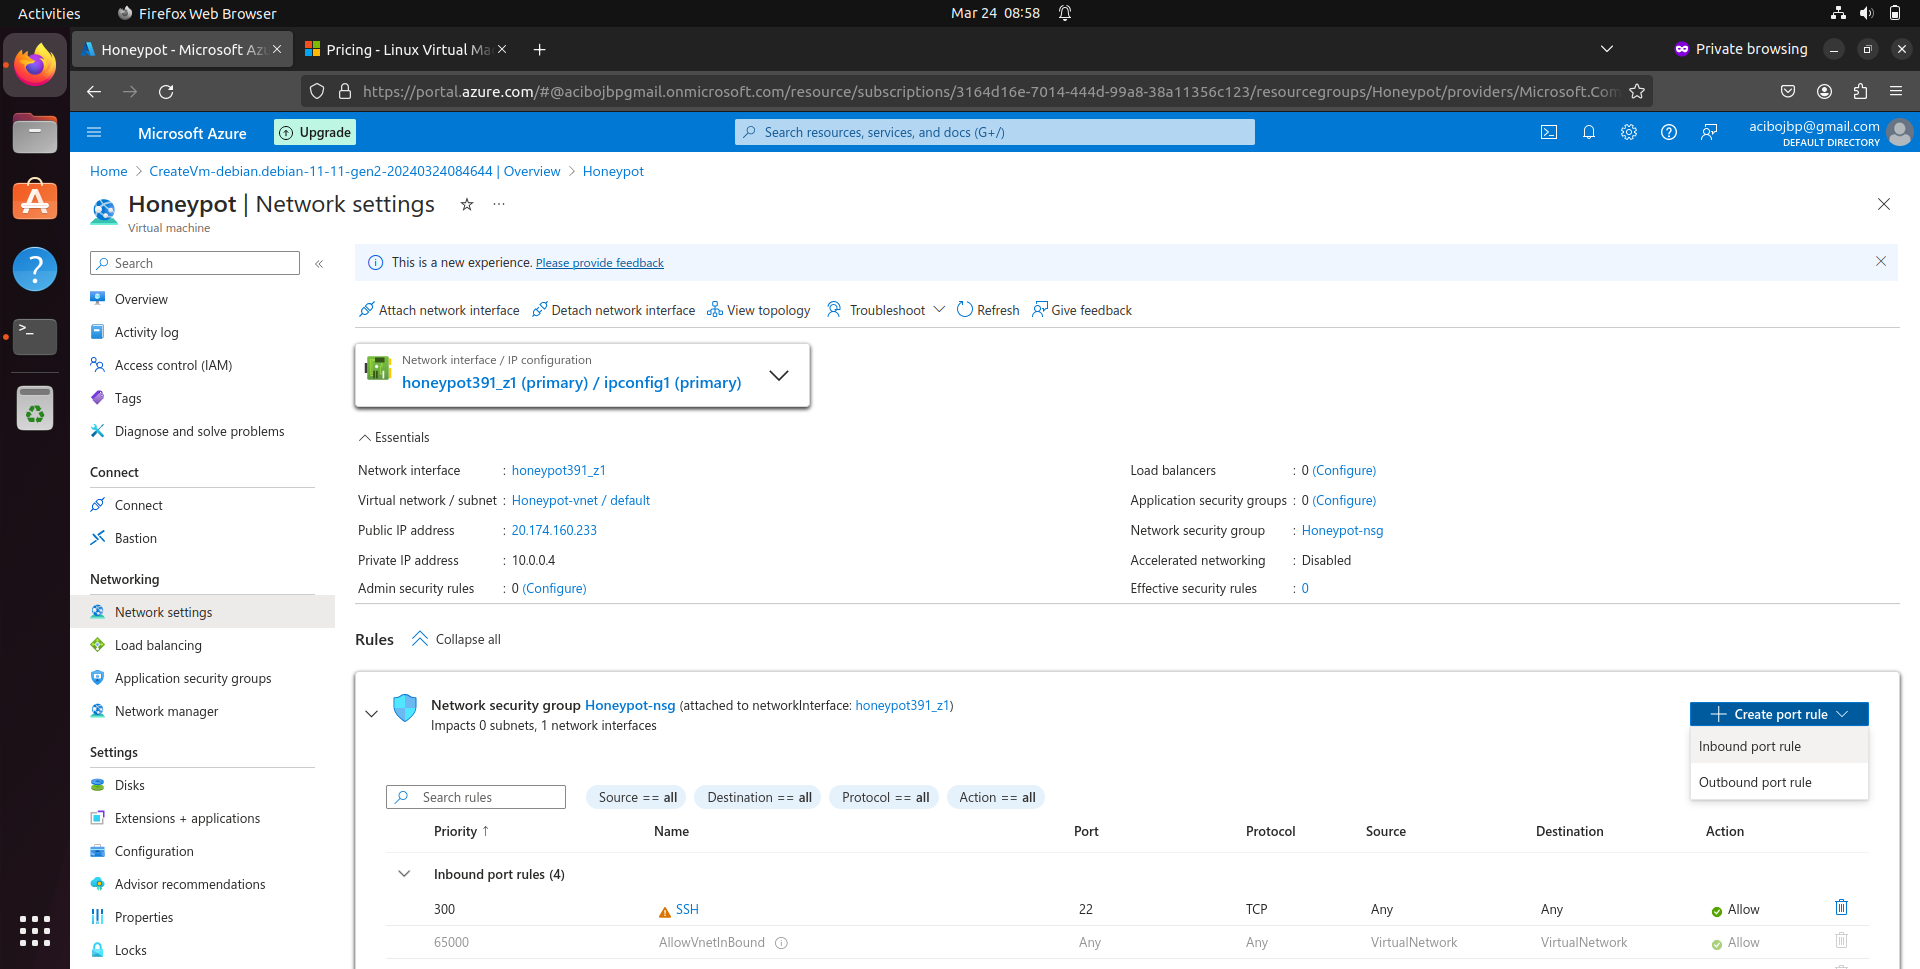 Activities
Firefox Web Browser
Mar 24 08:58
Honeypot - Microsoft Az
Pricing - Linux Virtual Ma
Private browsing
https://portal.azure.com/#@acibojbpgmail.onmicrosoft.com/resource/subscriptions/3164d16e-7014-444d-99a8-38a11356c123/resourcegroups/Honeypot/providers/Microsoft.Com
Microsoft Azure
Upgrade
Search resources, services, and docs (G+/)
acibojbp@gmail.com
DEFAULT DIRECTORY
Home > CreateVm-debian.debian-11-11-gen2-20240324084644 | Overview > Honeypot
Honeypot | Network settings
Virtual machine
Search
Overview
Activity log
Access control (IAM)
Tags
Diagnose and solve problems
Connect
Connect
Bastion
Networking
Network settings
Load balancing
Application security groups
Network manager
Settings
Disks
Extensions + applications
Configuration
Advisor recommendations
Properties
Locks
This is a new experience. Please provide feedback
Attach network interface
Detach network interface
View topology
Troubleshoot
Refresh
Give feedback
Network interface / IP configuration
honeypot391_z1 (primary) / ipconfig1 (primary)
Essentials
Network interface : honeypot391_z1
Virtual network / subnet : Honeypot-vnet / default
Public IP address : 20.174.160.233
Private IP address : 10.0.0.4
Admin security rules : 0 (Configure)
Load balancers : 0 (Configure)
Application security groups : 0 (Configure)
Network security group : Honeypot-nsg
Accelerated networking : Disabled
Effective security rules : 0
Rules
Collapse all
Network security group Honeypot-nsg (attached to networkInterface: honeypot391_z1)
Impacts 0 subnets, 1 network interfaces
Create port rule
Inbound port rule
Outbound port rule
Search rules
Source == all
Destination == all
Protocol == all
Action == all
Priority ↑ Name Port Protocol Source Destination Action
Inbound port rules (4)
300 SSH 22 TCP Any Any Allow
65000 AllowVnetInBound Any Any VirtualNetwork VirtualNetwork Allow